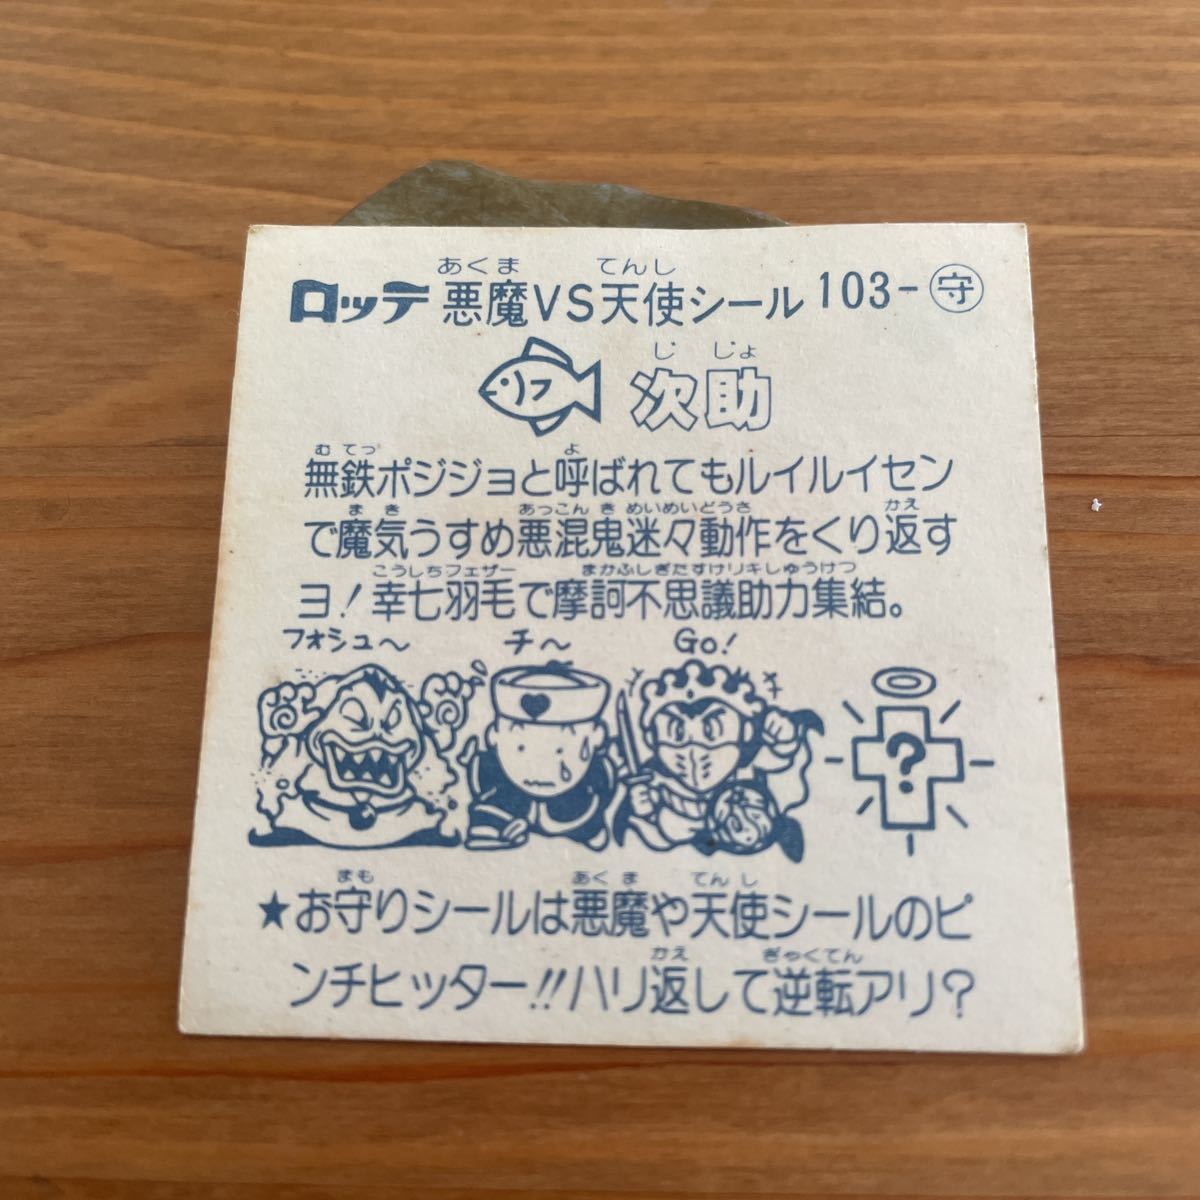 あくま てんし
ロッテ 悪魔VS天使シール 103-守
じ じょ
ソフ 次助
む てつ よ
無鉄ポジジョと呼ばれてもルイルイセン
ま き あっこん き めいめいどうさ かえ
で魔気うすめ悪混鬼迷々動作をくり返す
こうしちフェザー まかふしぎたすけリキしゅうけつ
ヨ!幸七羽毛で摩訶不思議助力集結。
フォシュ〜 チ〜 Go!
?
まも あく ま てん し
★お守りシールは悪魔や天使シールのピ
かえ ぎゃくてん
ンチヒッター!!ハリ返して逆転アリ?